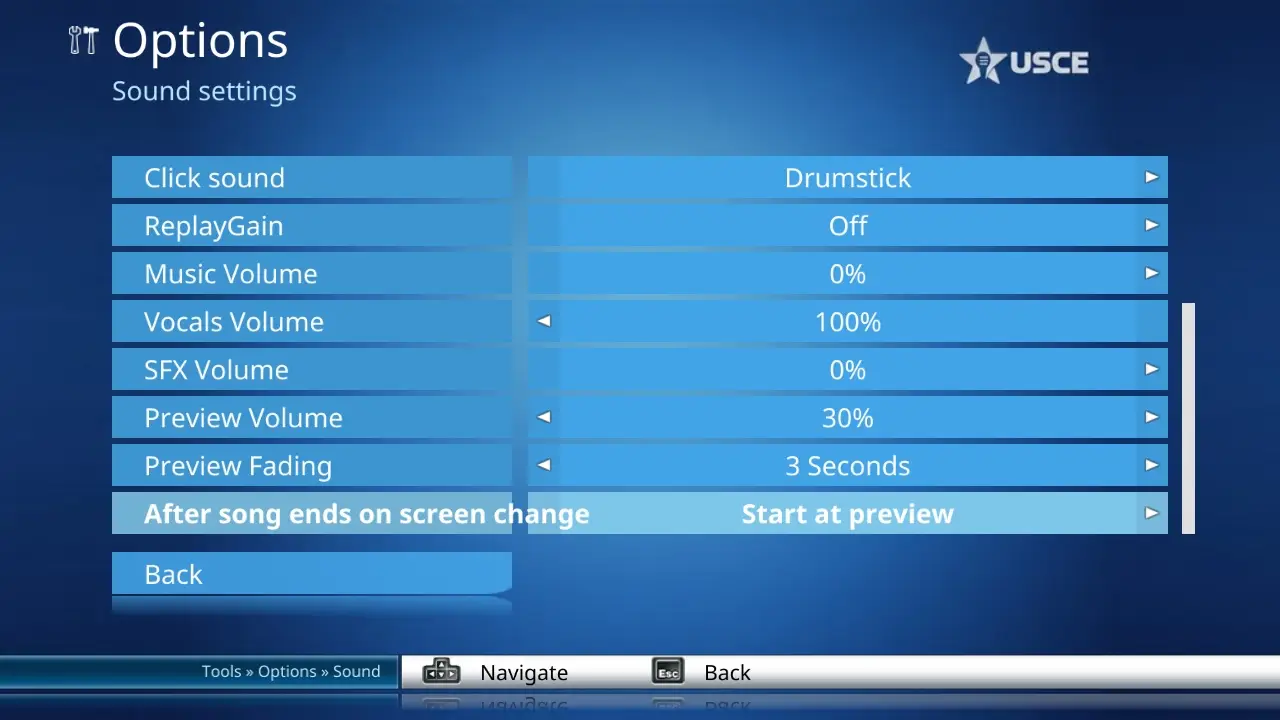 Options
USCE
Sound settings
Click sound Drumstick
ReplayGain Off
Music Volume 0%
Vocals Volume 100%
SFX Volume 0%
Preview Volume 30%
Preview Fading 3 Seconds
After song ends on screen change Start at preview
Back
Tools » Options » Sound Navigate Esc Back